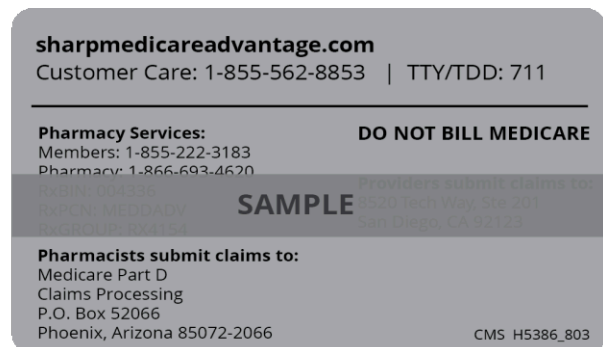 sharpmedicareadvantage.com
Customer Care: 1-855-562-8853 | TTY/TDD: 711
Pharmacy Services:
Members: 1-855-222-3183
Pharmacy: 1-866-693-4620
RxBIN: 004336
RxPCN: MEDDADV
RxGROUP: RX4154
DO NOT BILL MEDICARE
Providers submit claims to:
8520 Tech Way, Ste 201
San Diego, CA 92123
SAMPLE
Pharmacists submit claims to:
Medicare Part D
Claims Processing
P.O. Box 52066
Phoenix, Arizona 85072-2066
CMS H5386_803